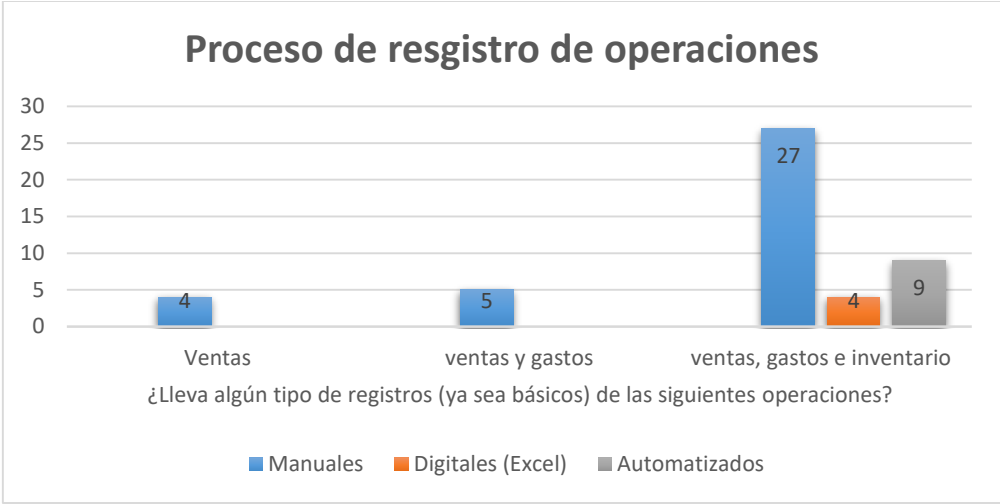 Proceso de resgistro de operaciones
30
25
20
15
10
5
0
4
5
27
4
9
Ventas
ventas y gastos
ventas, gastos e inventario
¿Lleva algún tipo de registros (ya sea básicos) de las siguientes operaciones?
Manuales
Digitales (Excel)
Automatizados